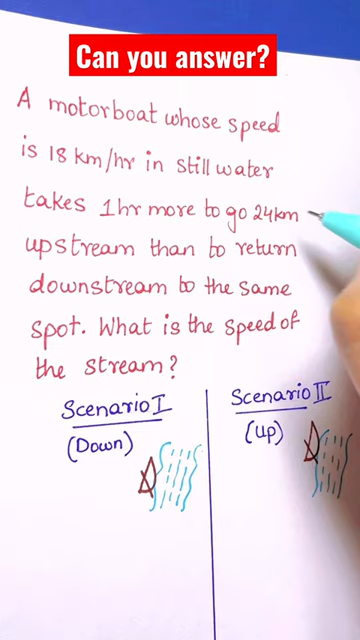 Can you answer?
A motorboat whose speed
is 18 km/hr in still water
takes 1hr more to go 24km
upstream than to return
downstream to the same
spot. What is the speed of
the stream?
Scenario I
(Down)
Scenario II
(Up)